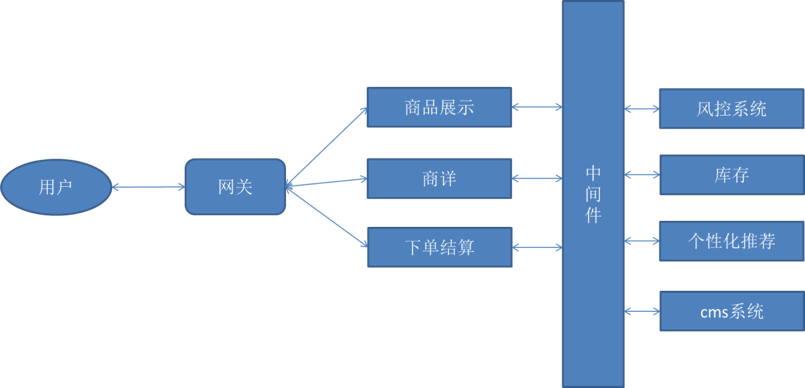 用户
网关
商品展示
商详
下单结算
中
间
件
风控系统
库存
个性化推荐
cms系统